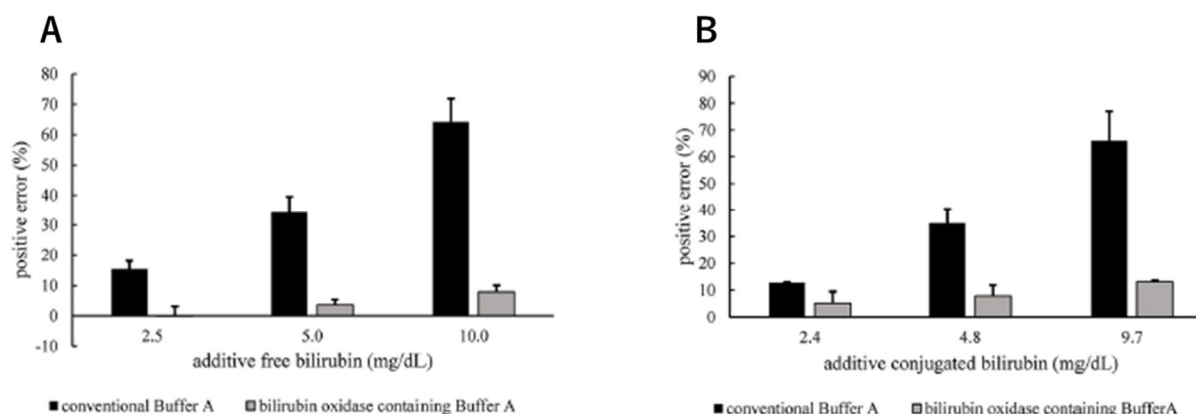 A
positive error (%)
80
70
60
50
40
30
20
10
0
-10
2.5 5.0 10.0
additive free bilirubin (mg/dL)
■conventional Buffer A ■bilirubin oxidase containing Buffer A
B
positive error (%)
90
80
70
60
50
40
30
20
10
0
2.4 4.8 9.7
additive conjugated bilirubin (mg/dL)
■conventional Buffer A ■bilirubin oxidase containing BufferA